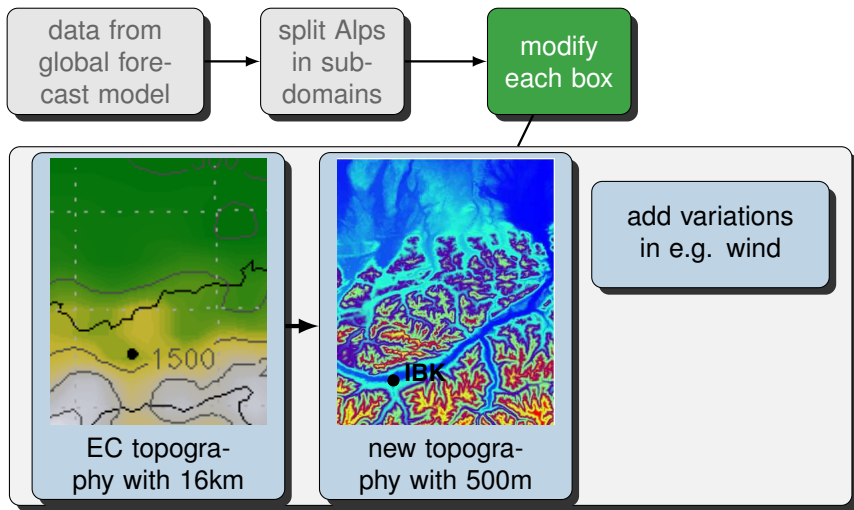 data from
global fore-
cast model
split Alps
in sub-
domains
modify
each box
1500
IBK
add variations
in e.g. wind
EC topogra-
phy with 16km
new topogra-
phy with 500m